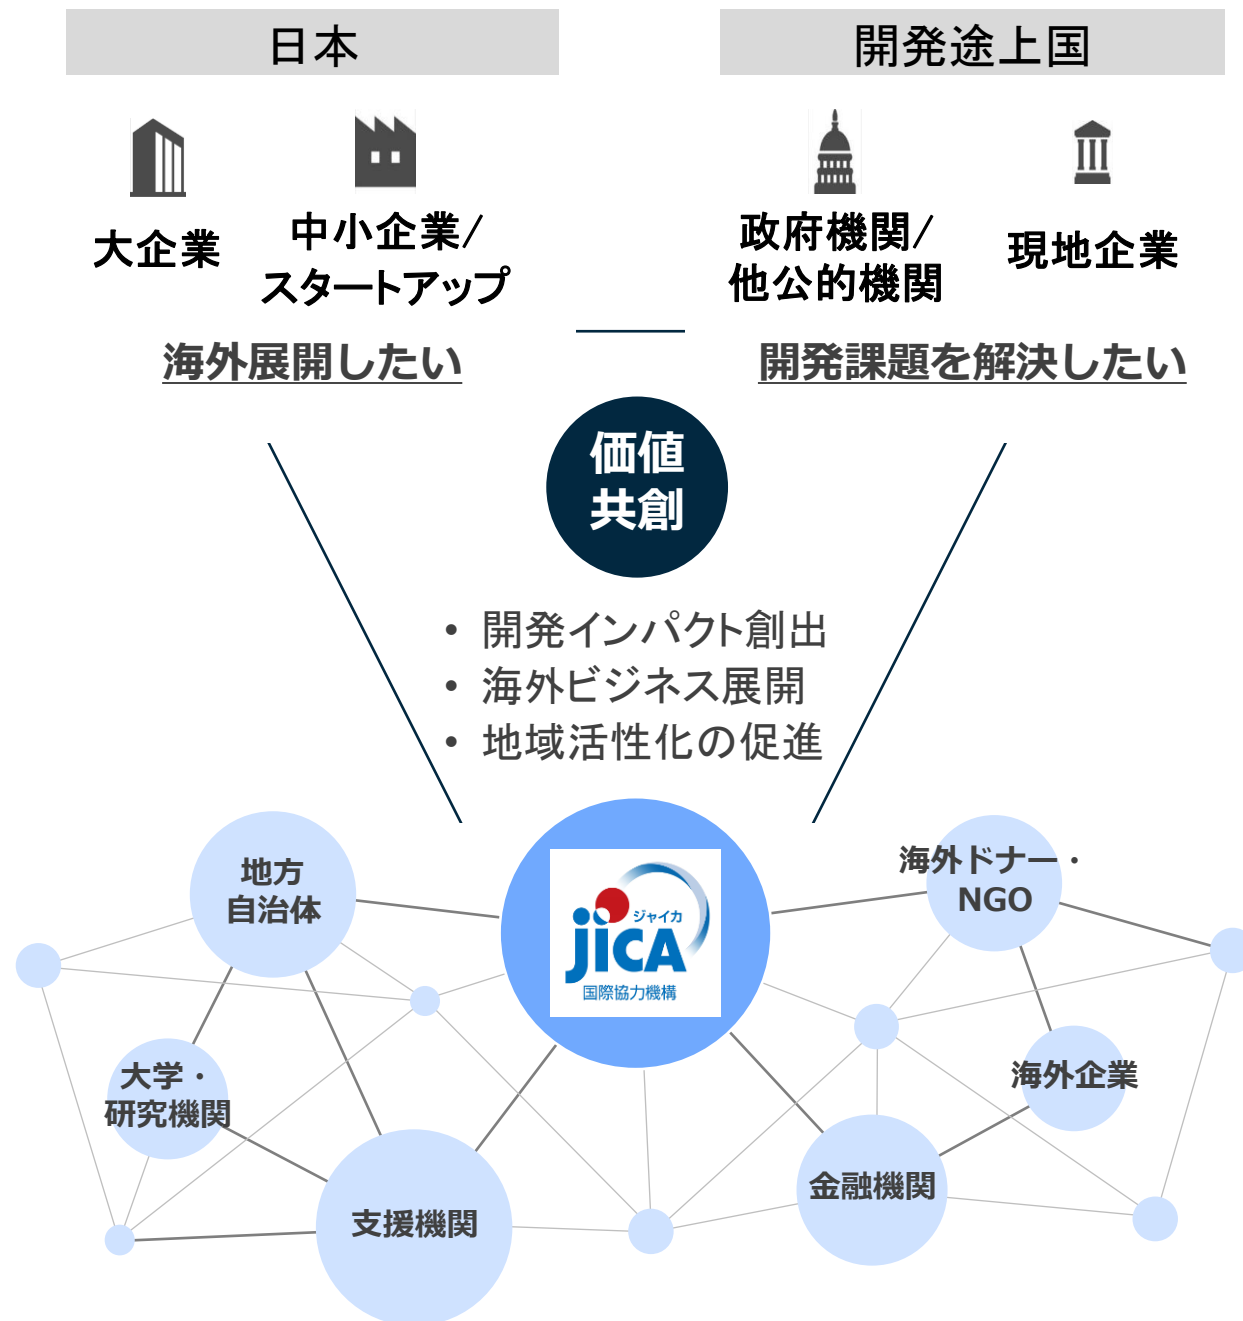 日本
開発途上国
大企業
中小企業/
スタートアップ
政府機関/
他公的機関
現地企業
海外展開したい
開発課題を解決したい
価値
共創
• 開発インパクト創出
• 海外ビジネス展開
• 地域活性化の促進
地方
自治体
海外ドナー・
NGO
ジャイカ
jICA
国際協力機構
大学・
研究機関
海外企業
支援機関
金融機関